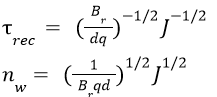 τ_rec = (B_r / dq)^{-1/2} J^{-1/2}
n_w = (1 / B_r qd)^{1/2} J^{1/2}